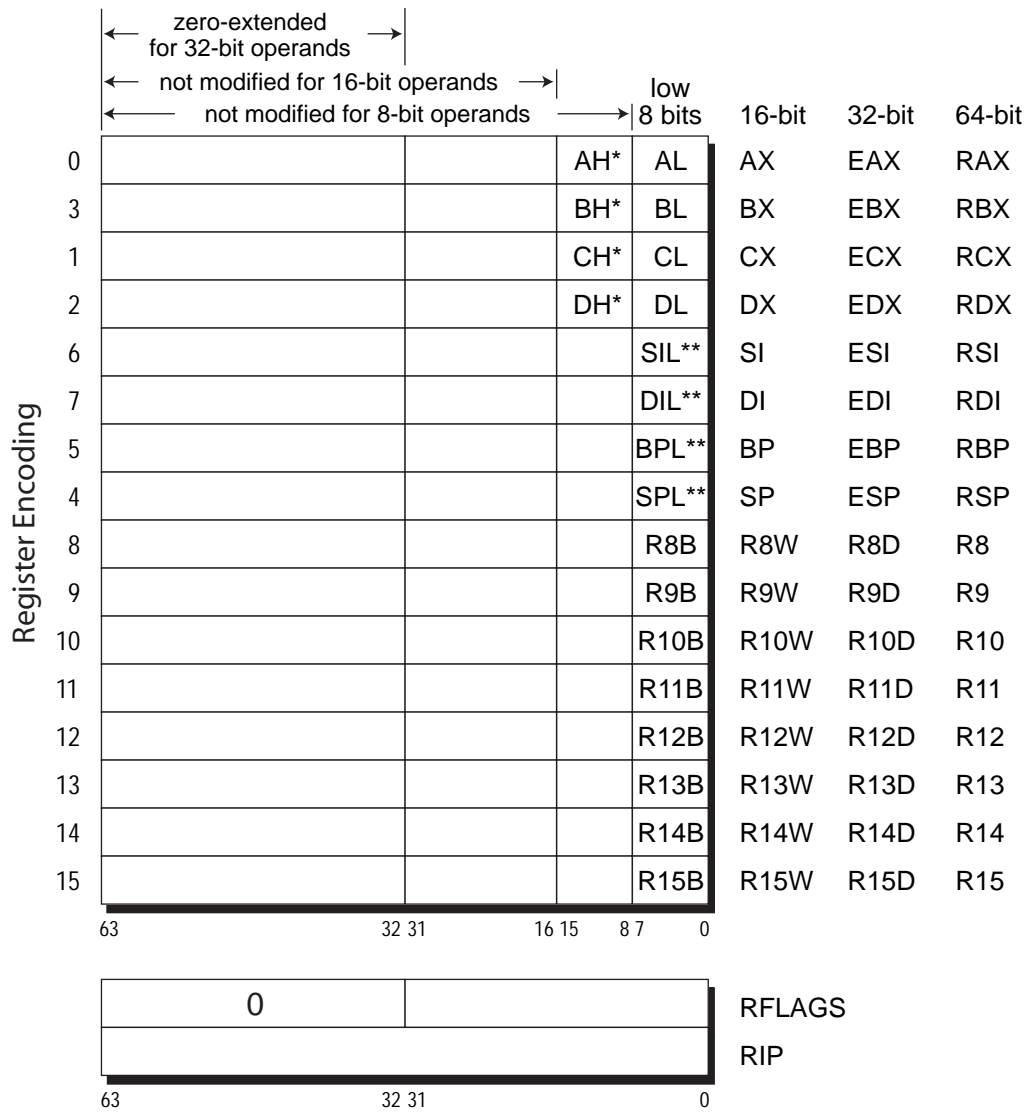 zero-extended
for 32-bit operands
not modified for 16-bit operands
low
not modified for 8-bit operands 8 bits 16-bit 32-bit 64-bit
0 AH* AL AX EAX RAX
3 BH* BL BX EBX RBX
1 CH* CL CX ECX RCX
2 DH* DL DX EDX RDX
6 SIL** SI ESI RSI
7 DIL** DI EDI RDI
5 BPL** BP EBP RBP
4 SPL** SP ESP RSP
8 R8B R8W R8D R8
9 R9B R9W R9D R9
10 R10B R10W R10D R10
11 R11B R11W R11D R11
12 R12B R12W R12D R12
13 R13B R13W R13D R13
14 R14B R14W R14D R14
15 R15B R15W R15D R15
Register Encoding
63 32 31 16 15 8 7 0
0 RFLAGS
RIP
63 32 31 0